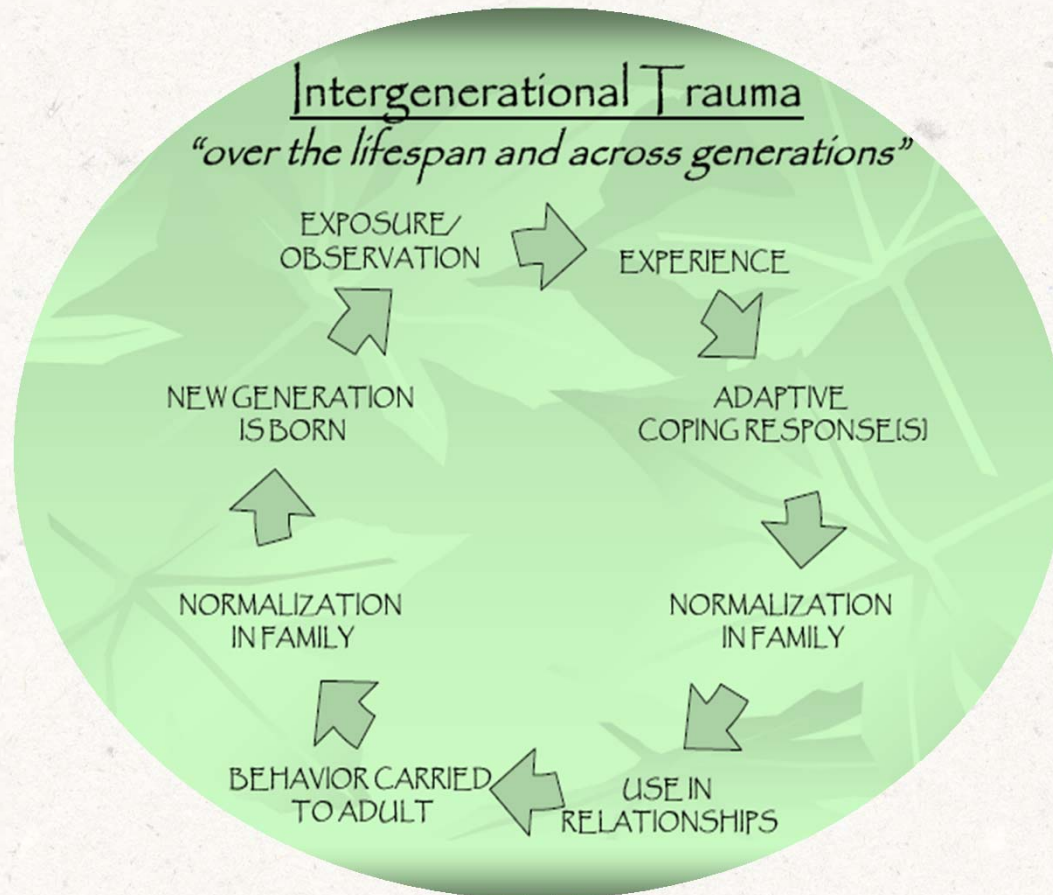 Intergenerational Trauma
“over the lifespan and across generations”
EXPOSURE/
OBSERVATION
EXPERIENCE
ADAPTIVE
COPING RESPONSE(S)
NORMALIZATION
IN FAMILY
USE IN
RELATIONSHIPS
BEHAVIOR CARRIED
TO ADULT
NORMALIZATION
IN FAMILY
NEW GENERATION
IS BORN